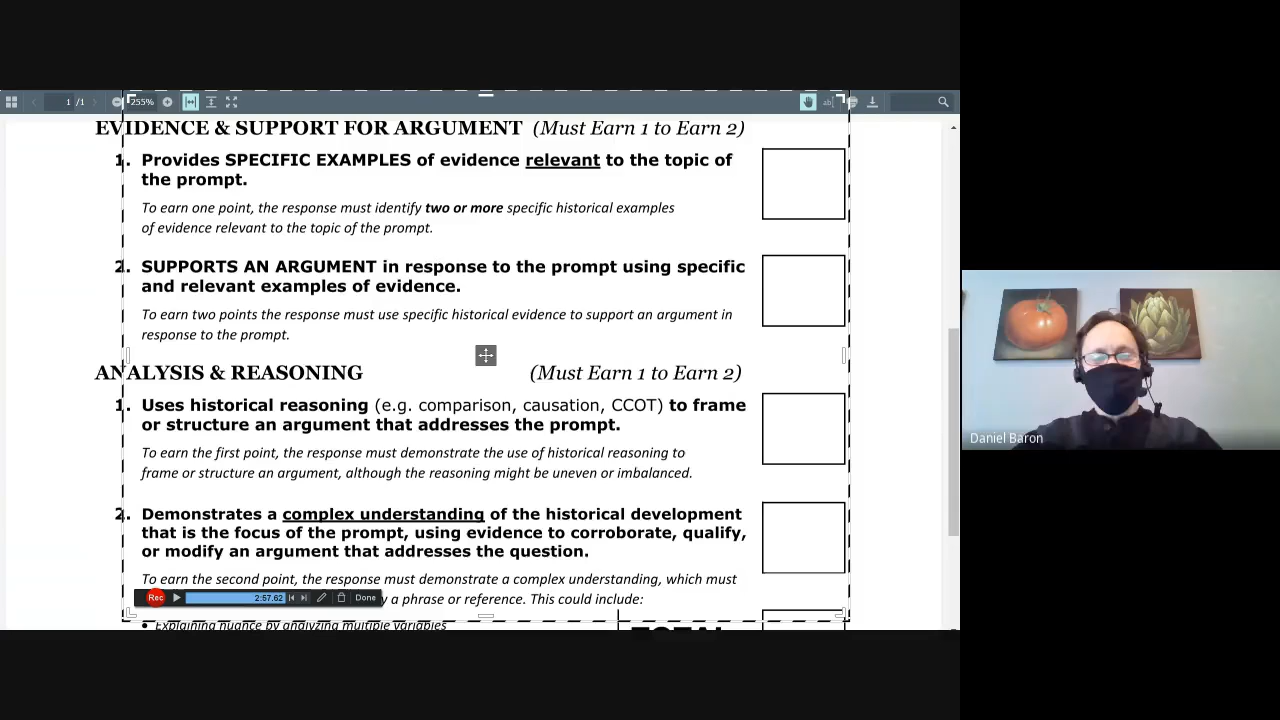 1 /1
255%
EVIDENCE & SUPPORT FOR ARGUMENT (Must Earn 1 to Earn 2)
1. Provides SPECIFIC EXAMPLES of evidence relevant to the topic of
the prompt.
To earn one point, the response must identify two or more specific historical examples
of evidence relevant to the topic of the prompt.
2. SUPPORTS AN ARGUMENT in response to the prompt using specific
and relevant examples of evidence.
To earn two points the response must use specific historical evidence to support an argument in
response to the prompt.
ANALYSIS & REASONING (Must Earn 1 to Earn 2)
1. Uses historical reasoning (e.g. comparison, causation, CCOT) to frame
or structure an argument that addresses the prompt.
To earn the first point, the response must demonstrate the use of historical reasoning to
frame or structure an argument, although the reasoning might be uneven or imbalanced.
2. Demonstrates a complex understanding of the historical development
that is the focus of the prompt, using evidence to corroborate, qualify,
or modify an argument that addresses the question.
To earn the second point, the response must demonstrate a complex understanding, which must
y a phrase or reference. This could include:
Rec 2:57.62 Done
• Explaining nuance by analyzing multiple variables
TOTAL
Daniel Baron